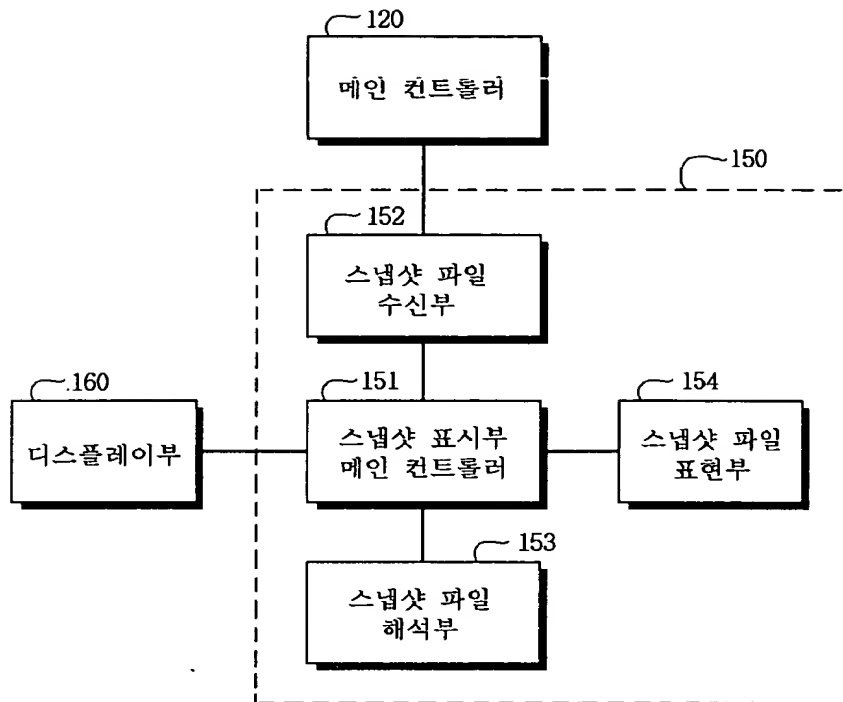 120
메인 컨트롤러
150
152
스냅샷 파일
수신부
160
디스플레이부
151
스냅샷 표시부
메인 컨트롤러
154
스냅샷 파일
표현부
153
스냅샷 파일
해석부